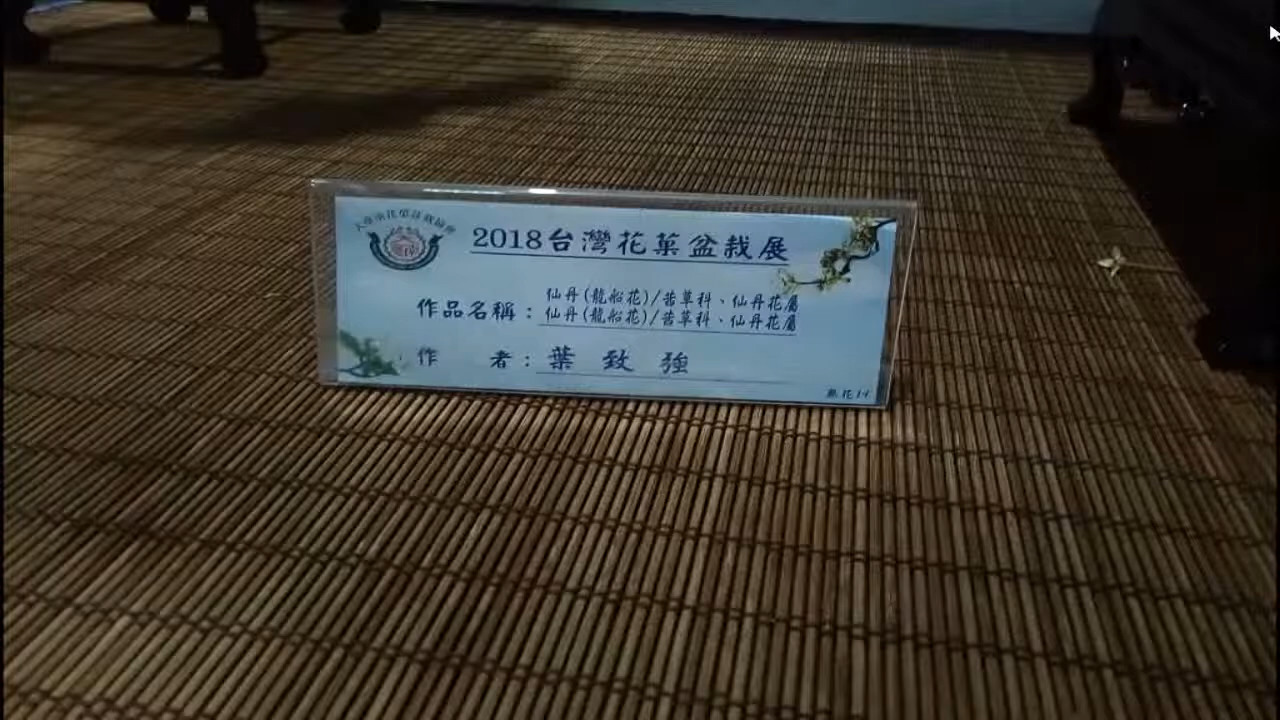 2018台灣花菓盆栽展
作品名稱：仙丹(龍船花)/茜草科、仙丹花屬
仙丹(龍船花)/茜草科、仙丹花屬
作 者：葉 致 強